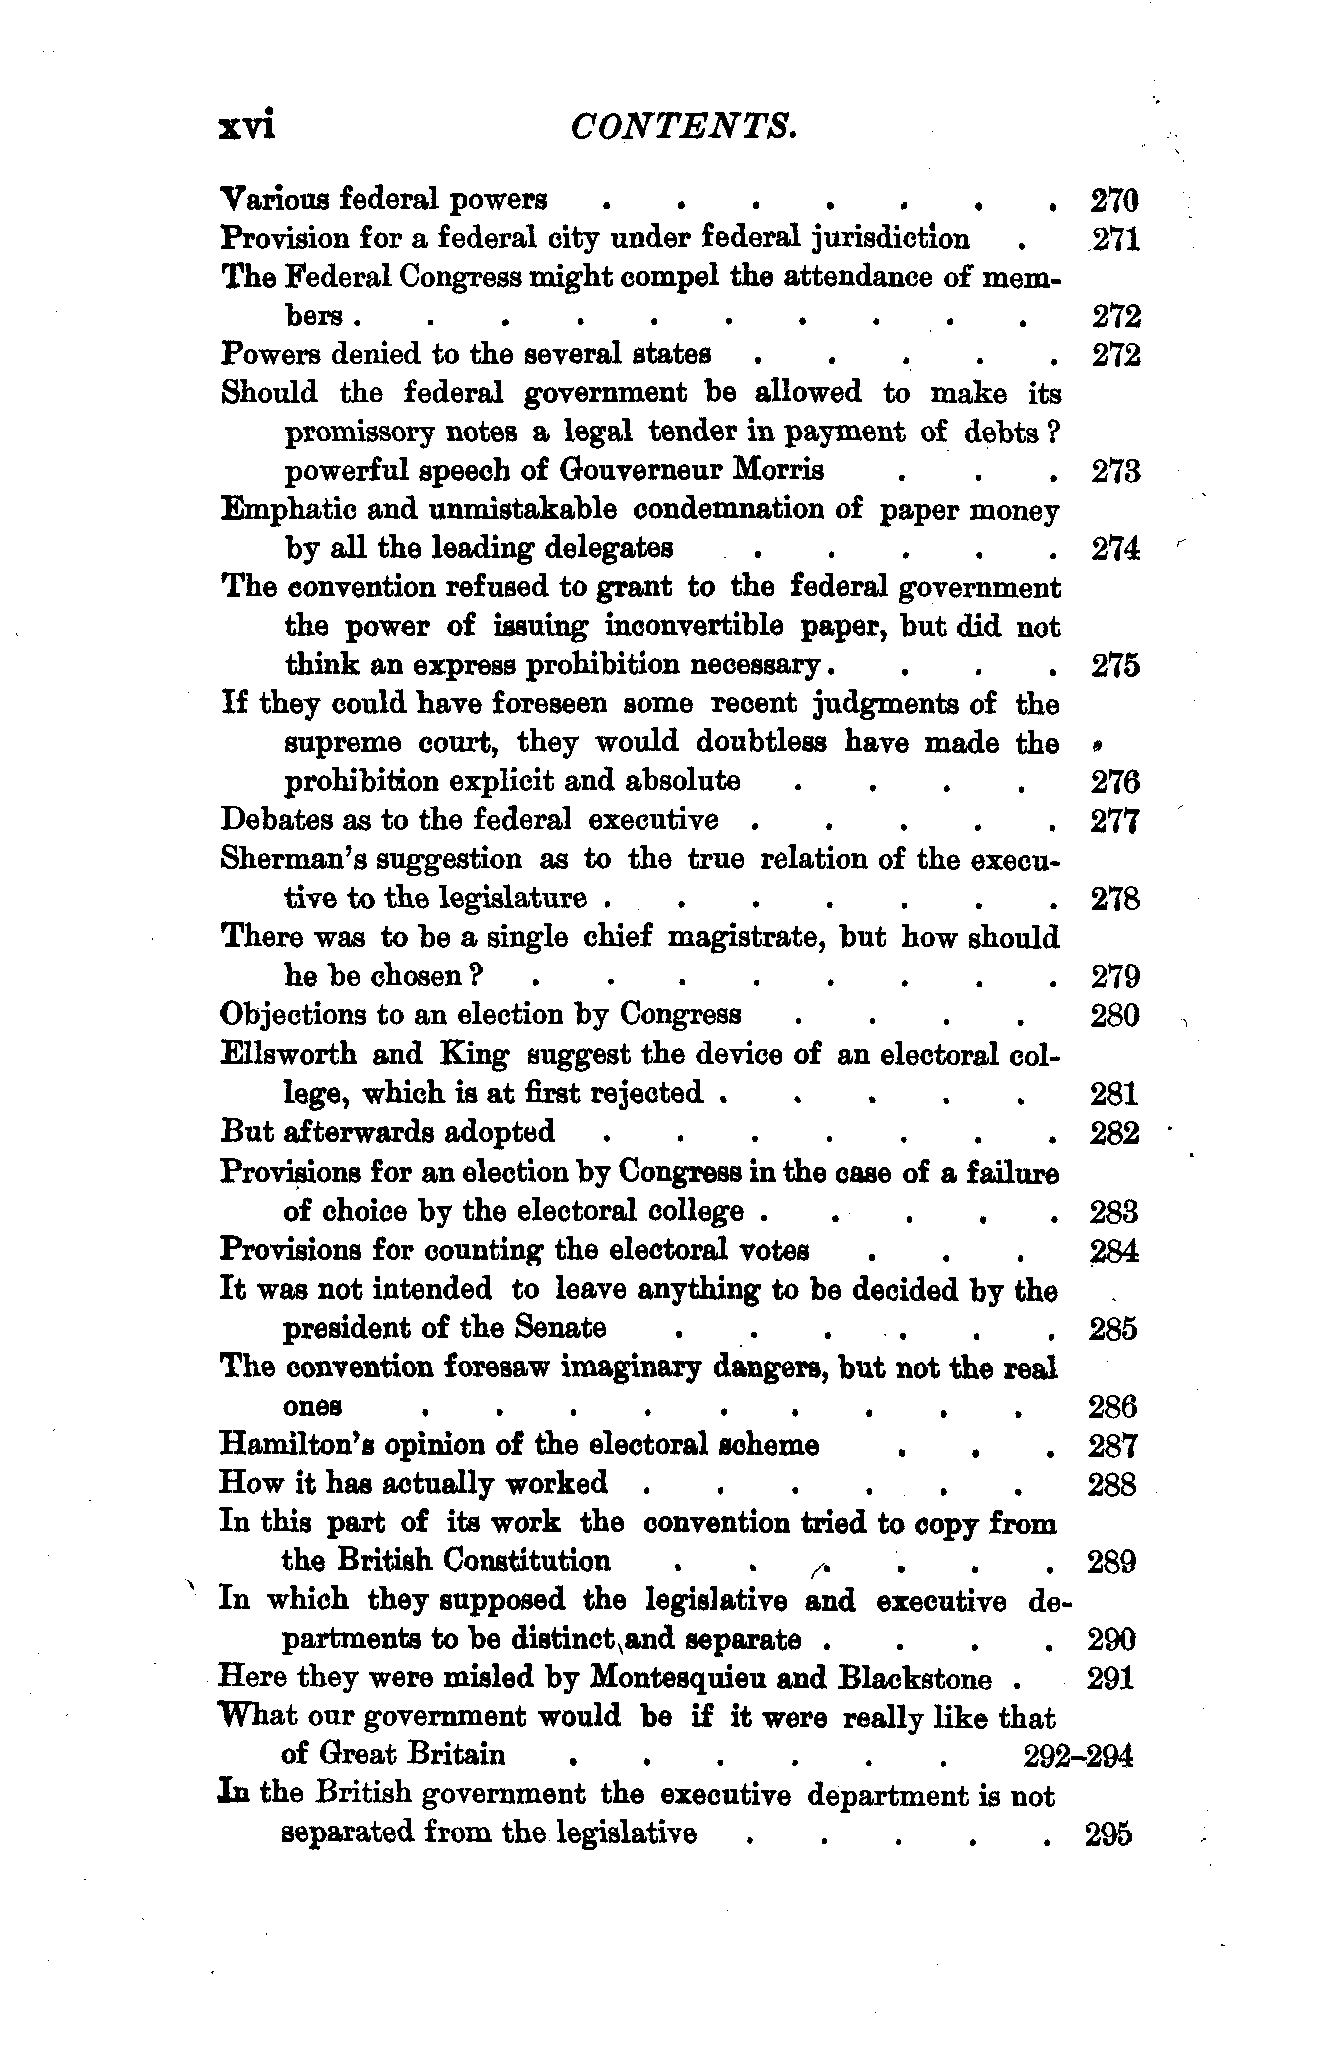 xvi CONTENTS.
Various federal powers . . . . . . . 270
Provision for a federal city under federal jurisdiction . 271
The Federal Congress might compel the attendance of mem-
bers . . . . . . . . . . 272
Powers denied to the several states . . . . . 272
Should the federal government be allowed to make its
promissory notes a legal tender in payment of debts ?
powerful speech of Gouverneur Morris . . . 273
Emphatic and unmistakable condemnation of paper money
by all the leading delegates . . . . . 274
The convention refused to grant to the federal government
the power of issuing inconvertible paper, but did not
think an express prohibition necessary . . . . 275
If they could have foreseen some recent judgments of the
supreme court, they would doubtless have made the
prohibition explicit and absolute . . . . 276
Debates as to the federal executive . . . . . 277
Sherman's suggestion as to the true relation of the execu-
tive to the legislature . . . . . . . 278
There was to be a single chief magistrate, but how should
he be chosen ? . . . . . . . . 279
Objections to an election by Congress . . . . 280
Ellsworth and King suggest the device of an electoral col-
lege, which is at first rejected . . . . . 281
But afterwards adopted . . . . . . . 282
Provisions for an election by Congress in the case of a failure
of choice by the electoral college . . . . . 283
Provisions for counting the electoral votes . . . 284
It was not intended to leave anything to be decided by the
president of the Senate . . . . . . 285
The convention foresaw imaginary dangers, but not the real
ones . . . . . . . . . 286
Hamilton's opinion of the electoral scheme . . . 287
How it has actually worked . . . . . . 288
In this part of its work the convention tried to copy from
the British Constitution . . . . . . 289
In which they supposed the legislative and executive de-
partments to be distinct and separate . . . . 290
Here they were misled by Montesquieu and Blackstone . 291
What our government would be if it were really like that
of Great Britain . . . . . . 292-294
In the British government the executive department is not
separated from the legislative . . . . . 295